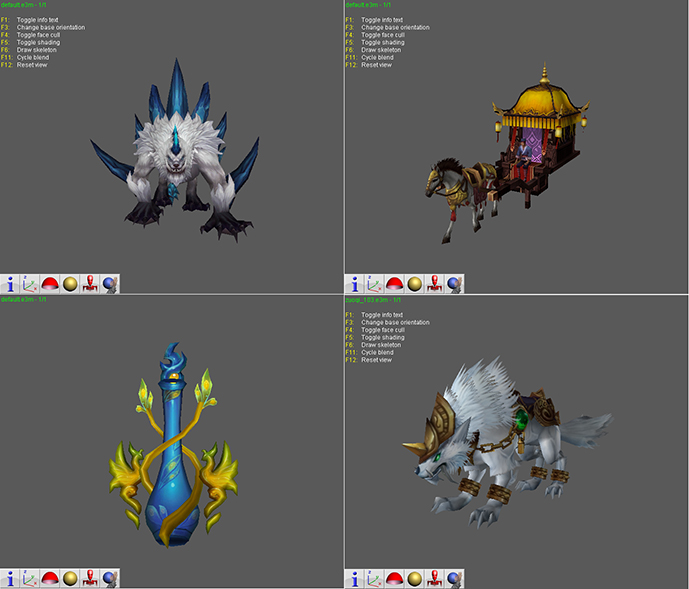 default.e3m - 1/1
F1: Toggle info text
F3: Change base orientation
F4: Toggle face cull
F5: Toggle shading
F6: Draw skeleton
F11: Cycle blend
F12: Reset view
default.e3m - 1/1
F1: Toggle info text
F3: Change base orientation
F4: Toggle face cull
F5: Toggle shading
F6: Draw skeleton
F11: Cycle blend
F12: Reset view
default.e3m - 1/1
zuoqi_103.e3m - 1/1
F1: Toggle info text
F3: Change base orientation
F4: Toggle face cull
F5: Toggle shading
F6: Draw skeleton
F11: Cycle blend
F12: Reset view